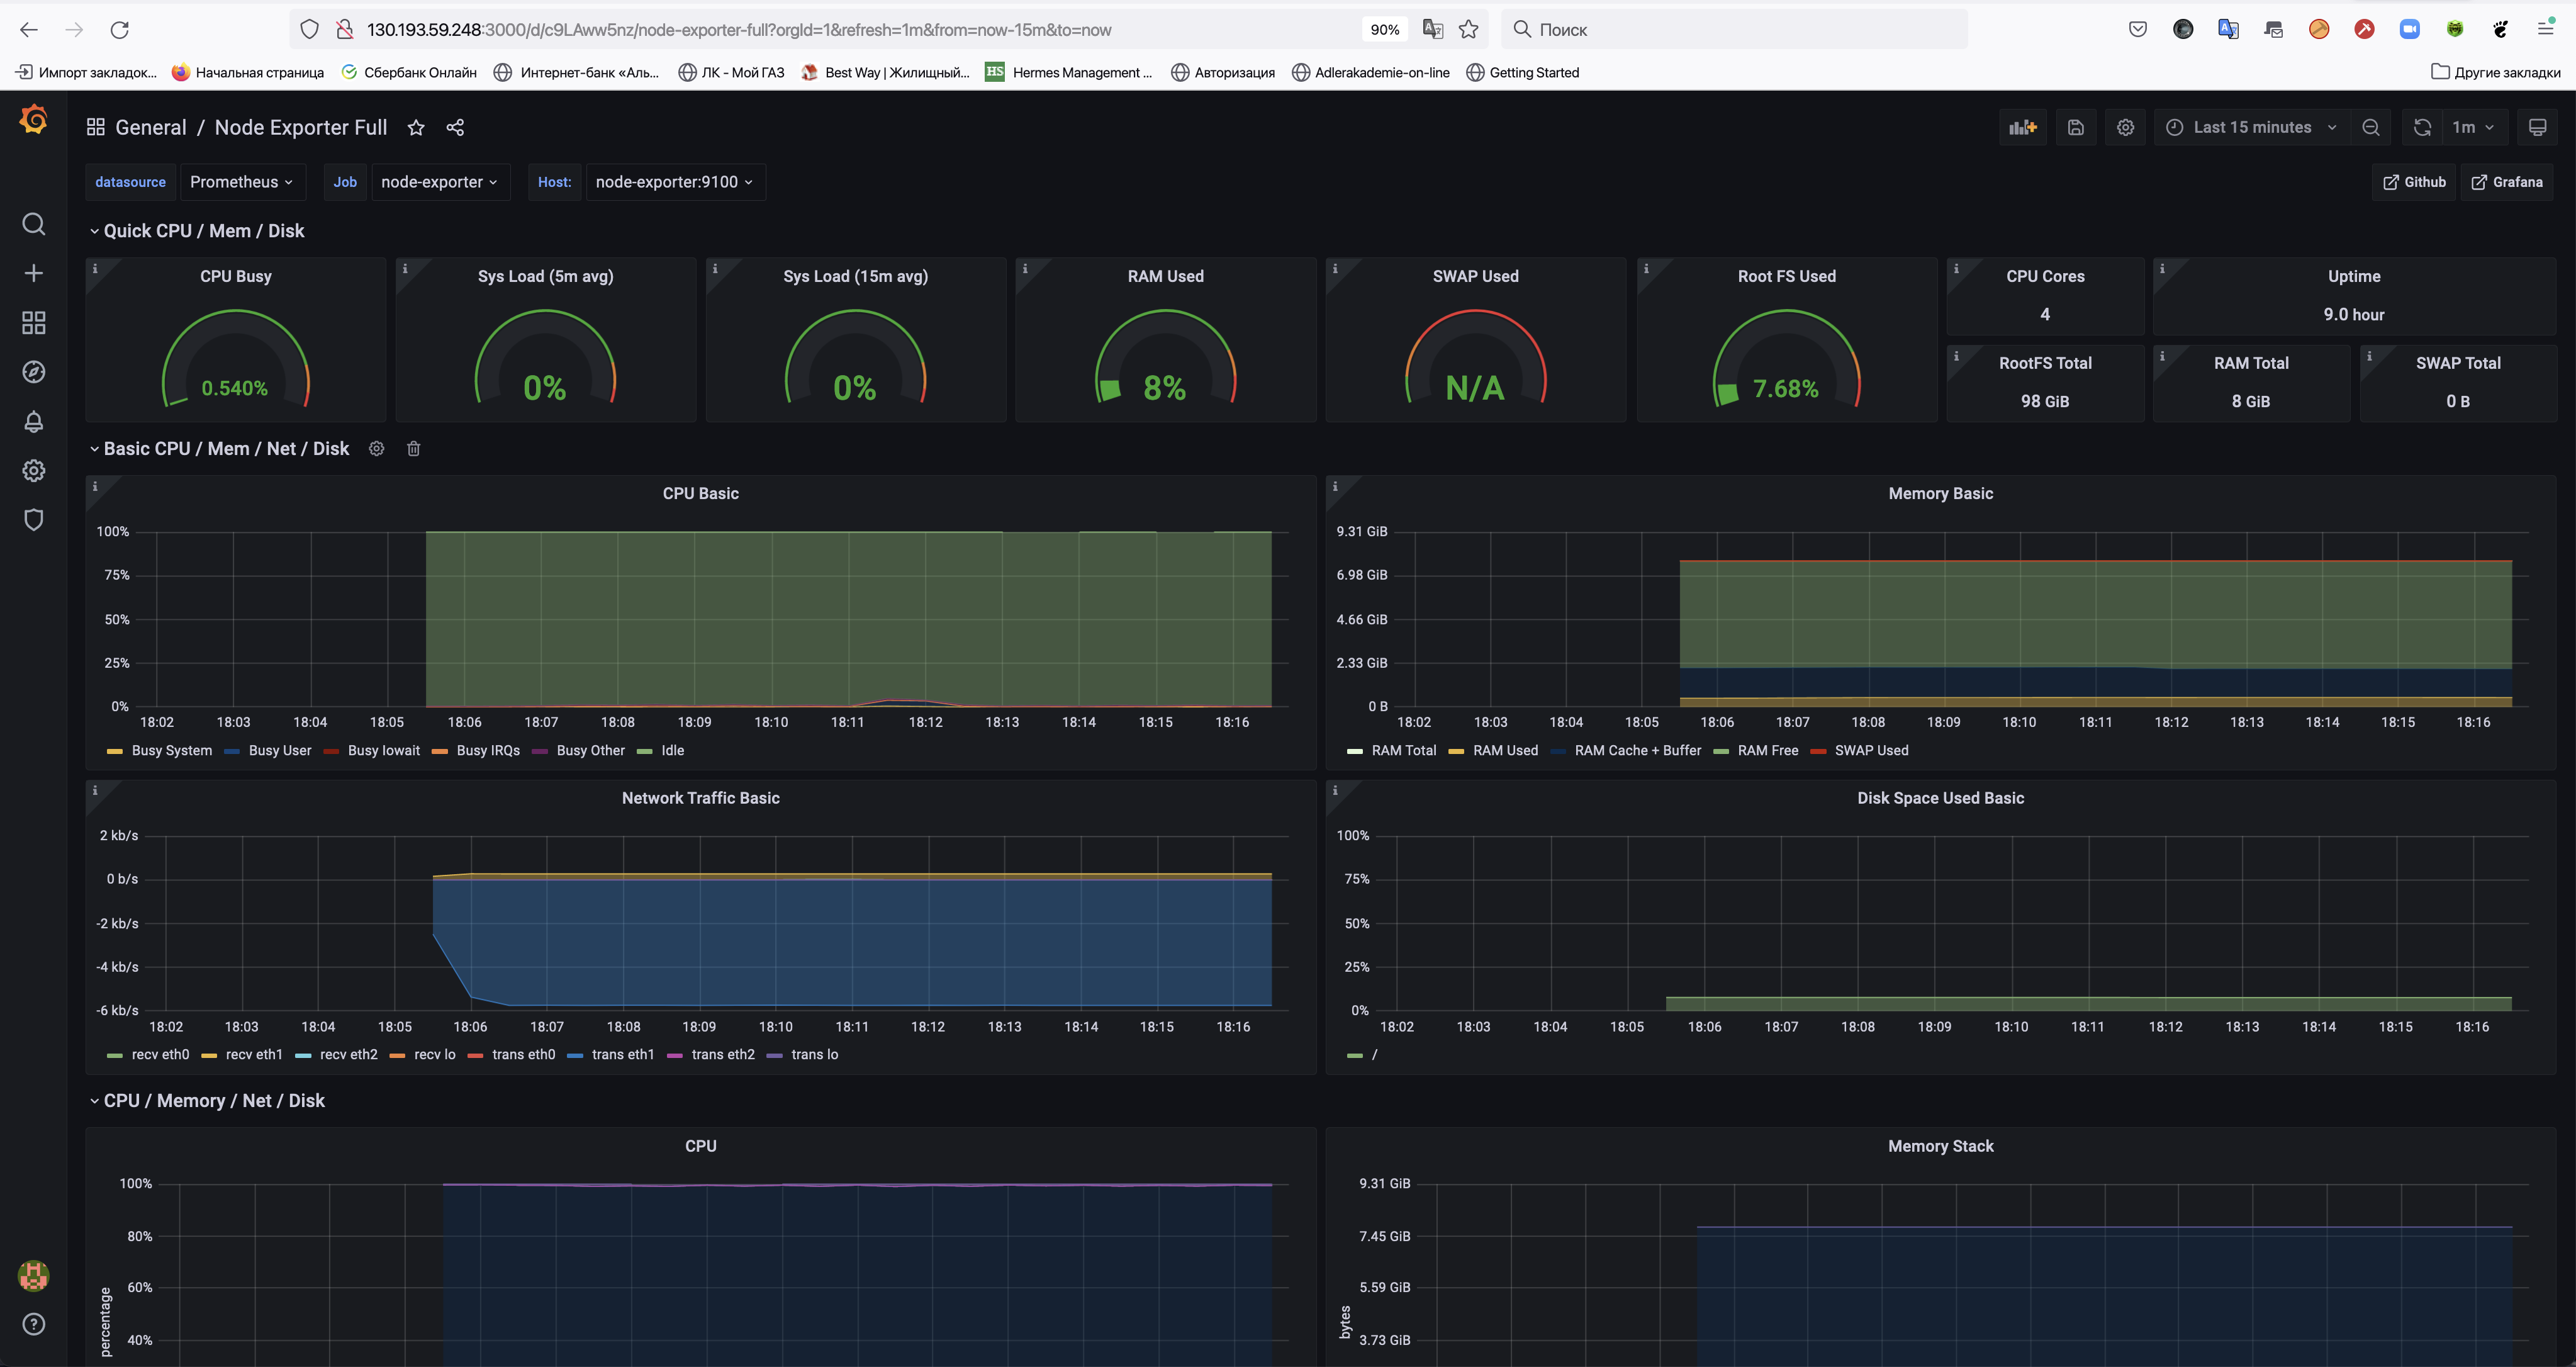 130.193.59.248:3000/d/c9LAww5nz/node-exporter-full?orgId=1&refresh=1m&from=now-15m&to=now 90% Поиск
Импорт закладок... Начальная страница Сбербанк Онлайн Интернет-банк «Аль... ЛК - Мой ГАЗ Best Way | Жилищный... HS Hermes Management ... Авторизация Adlerakademie-on-line Getting Started Другие закладки
General / Node Exporter Full Last 15 minutes 1m
datasource Prometheus Job node-exporter Host: node-exporter:9100 Github Grafana
Quick CPU / Mem / Disk
CPU Busy Sys Load (5m avg) Sys Load (15m avg) RAM Used SWAP Used Root FS Used CPU Cores Uptime
4 9.0 hour
RootFS Total RAM Total SWAP Total
0.540% 0% 0% 8% N/A 7.68% 98 GiB 8 GiB 0 B
Basic CPU / Mem / Net / Disk
CPU Basic
100%
75%
50%
25%
0%
18:02 18:03 18:04 18:05 18:06 18:07 18:08 18:09 18:10 18:11 18:12 18:13 18:14 18:15 18:16
Busy System Busy User Busy Iowait Busy IRQs Busy Other Idle
Memory Basic
9.31 GiB
6.98 GiB
4.66 GiB
2.33 GiB
0 B
18:02 18:03 18:04 18:05 18:06 18:07 18:08 18:09 18:10 18:11 18:12 18:13 18:14 18:15 18:16
RAM Total RAM Used RAM Cache + Buffer RAM Free SWAP Used
Network Traffic Basic
2 kb/s
0 b/s
-2 kb/s
-4 kb/s
-6 kb/s
18:02 18:03 18:04 18:05 18:06 18:07 18:08 18:09 18:10 18:11 18:12 18:13 18:14 18:15 18:16
recv eth0 recv eth1 recv eth2 recv lo trans eth0 trans eth1 trans eth2 trans lo
Disk Space Used Basic
100%
75%
50%
25%
0%
18:02 18:03 18:04 18:05 18:06 18:07 18:08 18:09 18:10 18:11 18:12 18:13 18:14 18:15 18:16
/
CPU / Memory / Net / Disk
CPU
100%
80%
60%
40%
percentage
Memory Stack
9.31 GiB
7.45 GiB
5.59 GiB
3.73 GiB
bytes